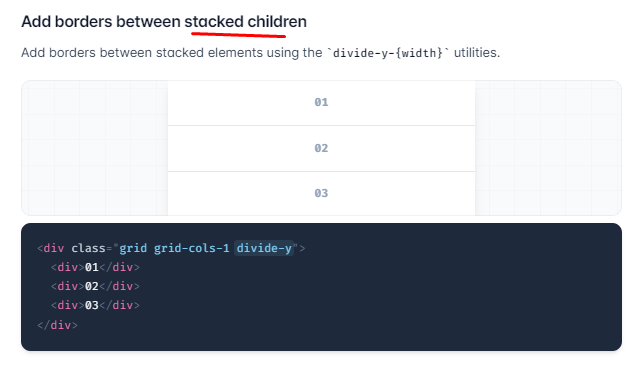 Add borders between stacked children
Add borders between stacked elements using the `divide-y-{width}` utilities.
01
02
03
<div class="grid grid-cols-1 divide-y">
  <div>01</div>
  <div>02</div>
  <div>03</div>
</div>